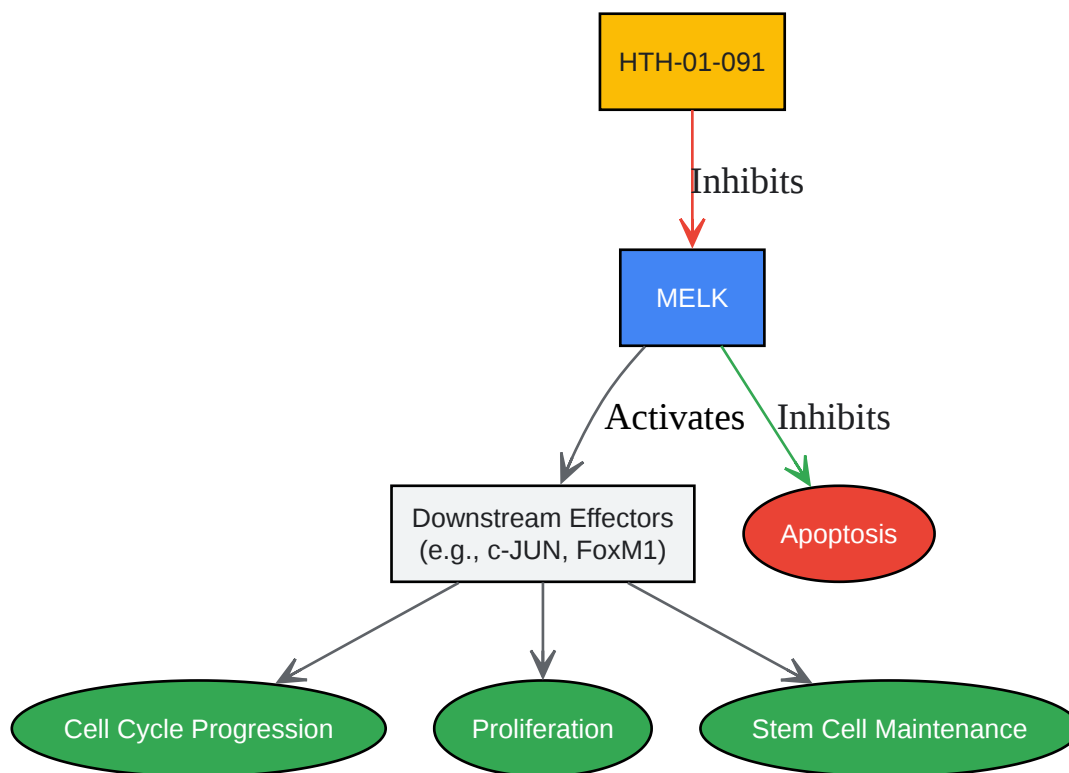 HTH-01-091
Inhibits
MELK
Activates
Inhibits
Downstream Effectors
(e.g., c-JUN, FoxM1)
Apoptosis
Cell Cycle Progression
Proliferation
Stem Cell Maintenance